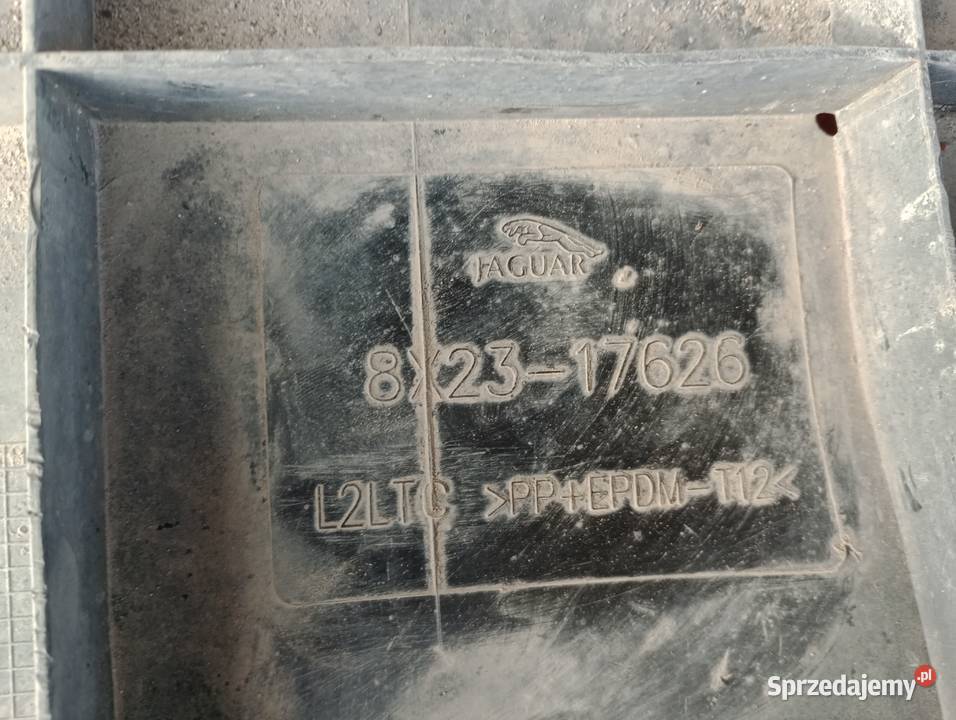 JAGUAR
8X23-17626
L2LTC >PP+EPDM-T12<
Sprzedajemy.pl